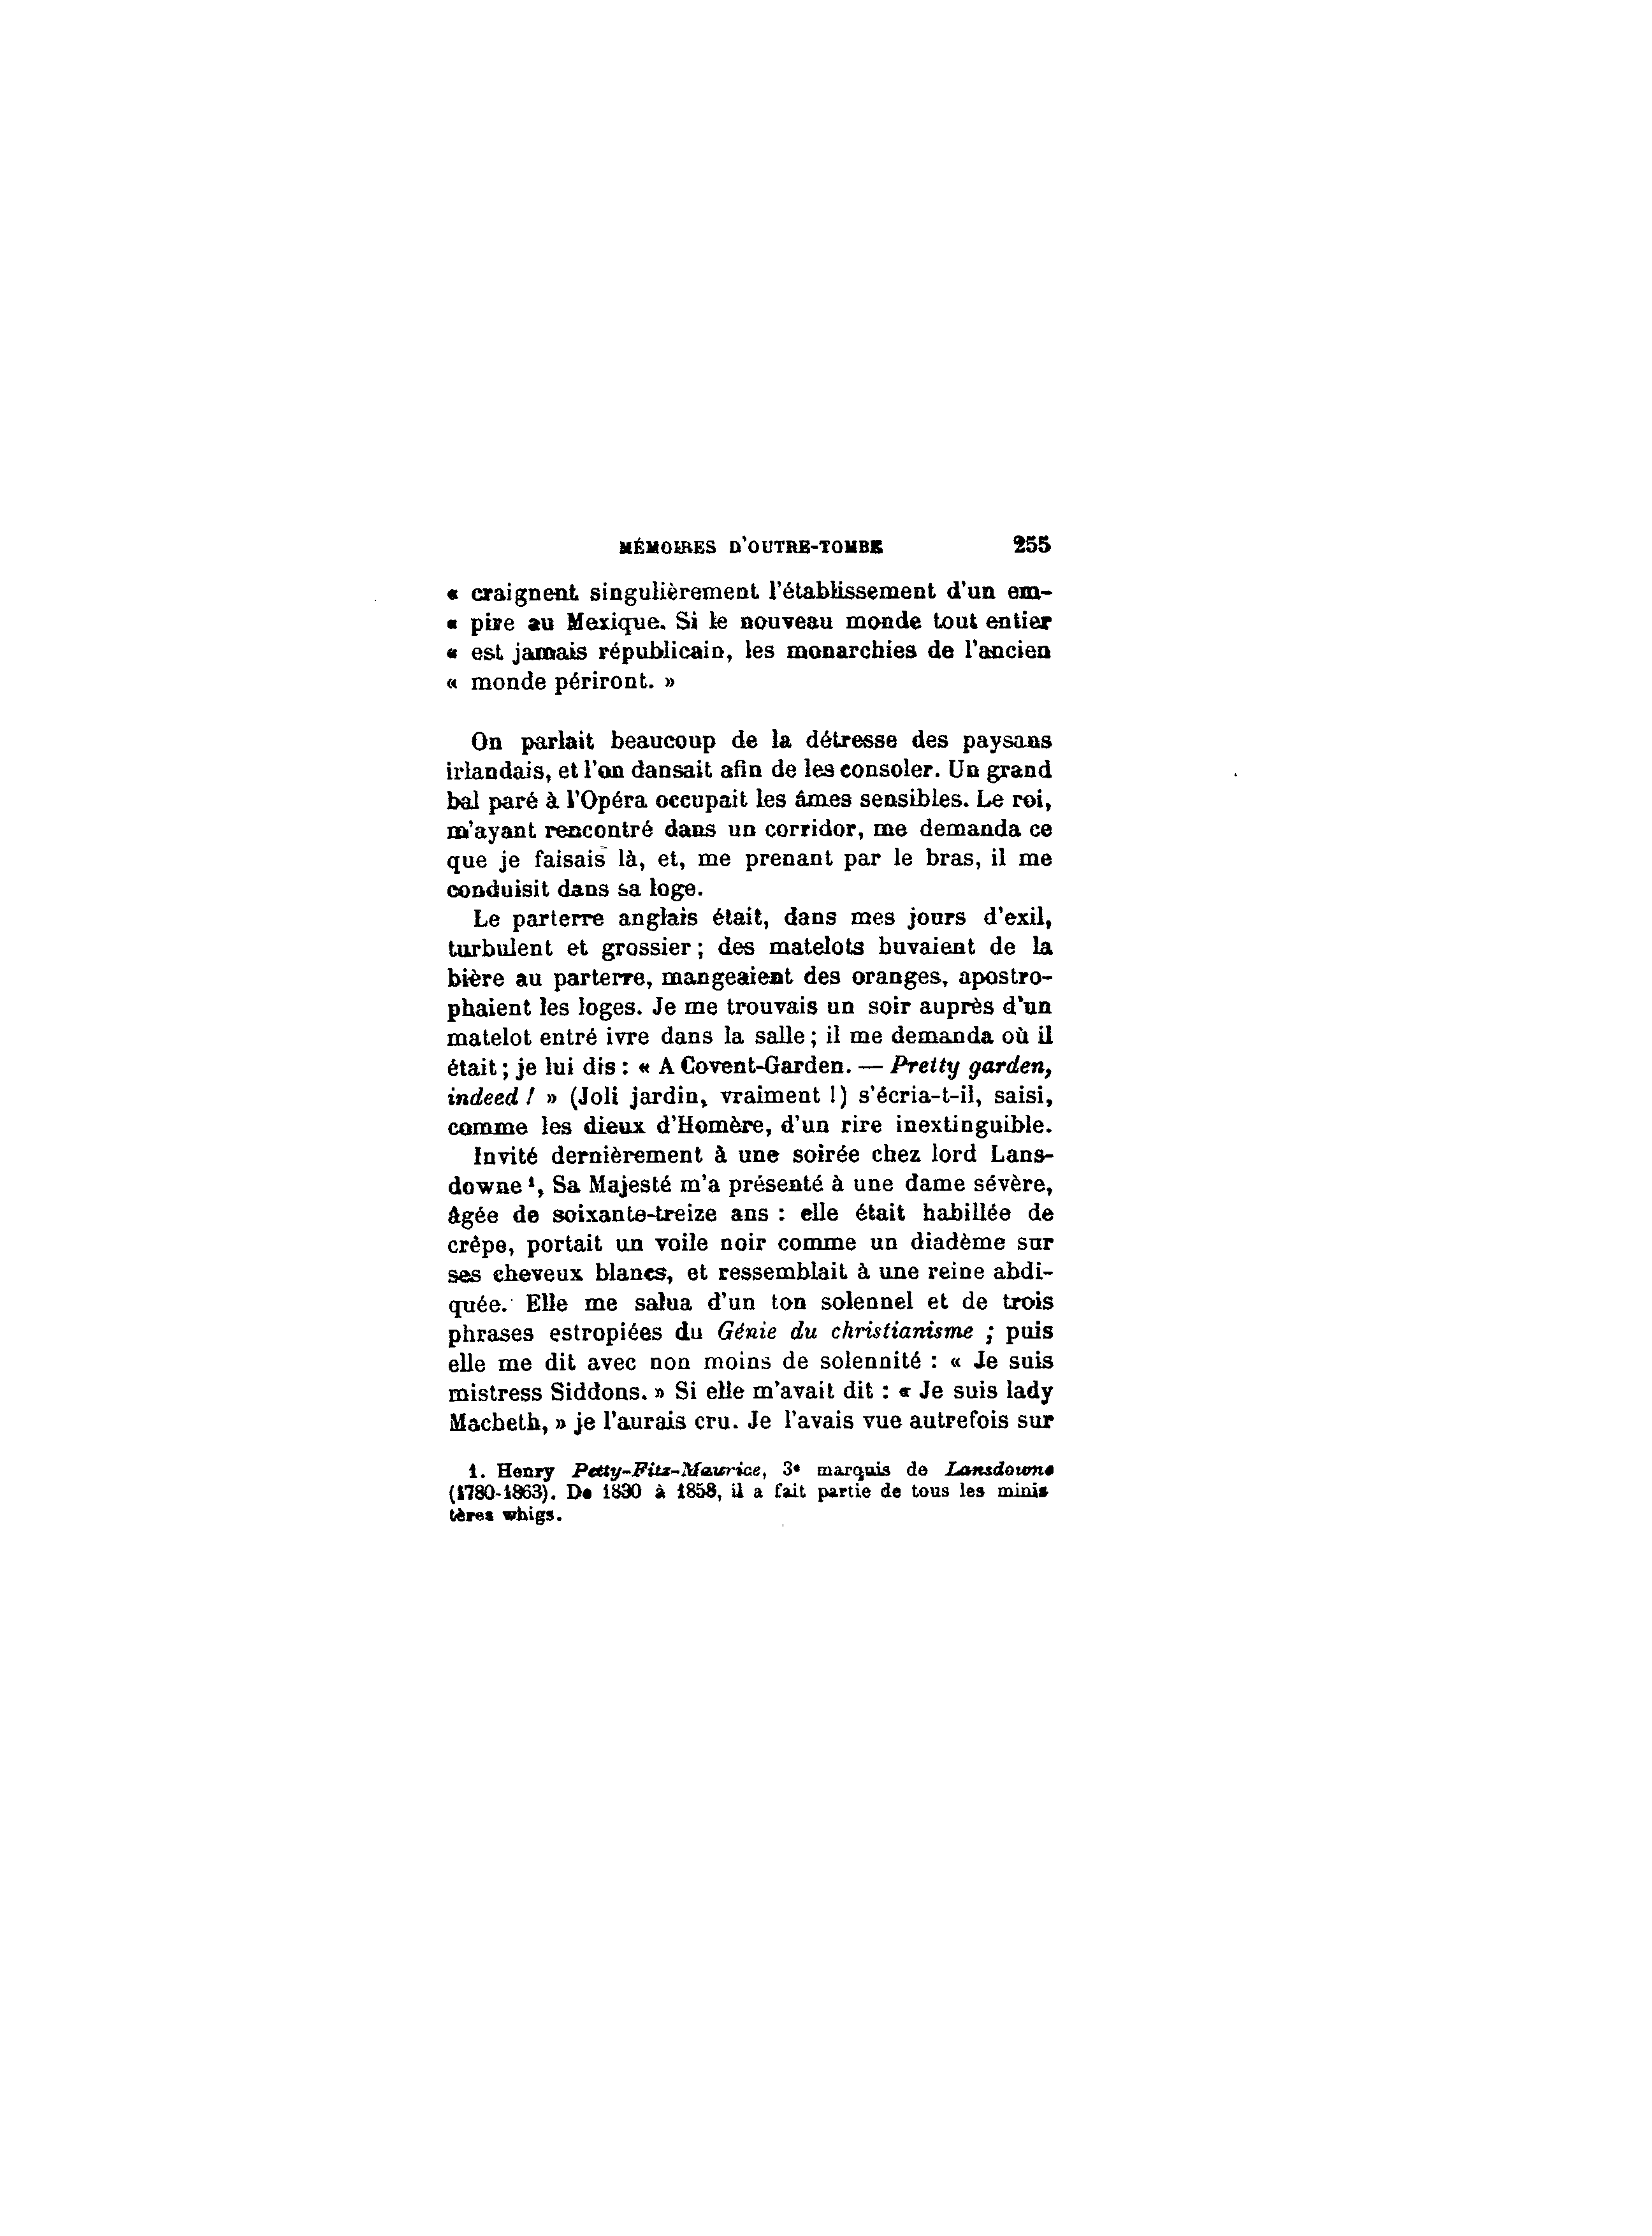 MÉMOIRES D'OUTRE-TOMBE 255
« craignent singulièrement l'établissement d'un em-
« pire au Mexique. Si le nouveau monde tout entier
« est jamais républicain, les monarchies de l'ancien
« monde périront. »
On parlait beaucoup de la détresse des paysans
irlandais, et l'on dansait afin de les consoler. Un grand
bal paré à l'Opéra occupait les âmes sensibles. Le roi,
m'ayant rencontré dans un corridor, me demanda ce
que je faisais là, et, me prenant par le bras, il me
conduisit dans sa loge.
Le parterre anglais était, dans mes jours d'exil,
turbulent et grossier ; des matelots buvaient de la
bière au parterre, mangeaient des oranges, apostro-
phaient les loges. Je me trouvais un soir auprès d'un
matelot entré ivre dans la salle ; il me demanda où il
était ; je lui dis : « A Covent-Garden. — Pretty garden,
indeed ! » (Joli jardin, vraiment !) s'écria-t-il, saisi,
comme les dieux d'Homère, d'un rire inextinguible.
Invité dernièrement à une soirée chez lord Lans-
downe ¹, Sa Majesté m'a présenté à une dame sévère,
âgée de soixante-treize ans : elle était habillée de
crêpe, portait un voile noir comme un diadème sur
ses cheveux blancs, et ressemblait à une reine abdi-
quée. Elle me salua d'un ton solennel et de trois
phrases estropiées du Génie du christianisme ; puis
elle me dit avec non moins de solennité : « Je suis
mistress Siddons. » Si elle m'avait dit : « Je suis lady
Macbeth, » je l'aurais cru. Je l'avais vue autrefois sur
1. Henry Petty-Fitz-Maurice, 3e marquis de Lansdowne
(1780-1863). De 1830 à 1858, il a fait partie de tous les minis
tères whigs.